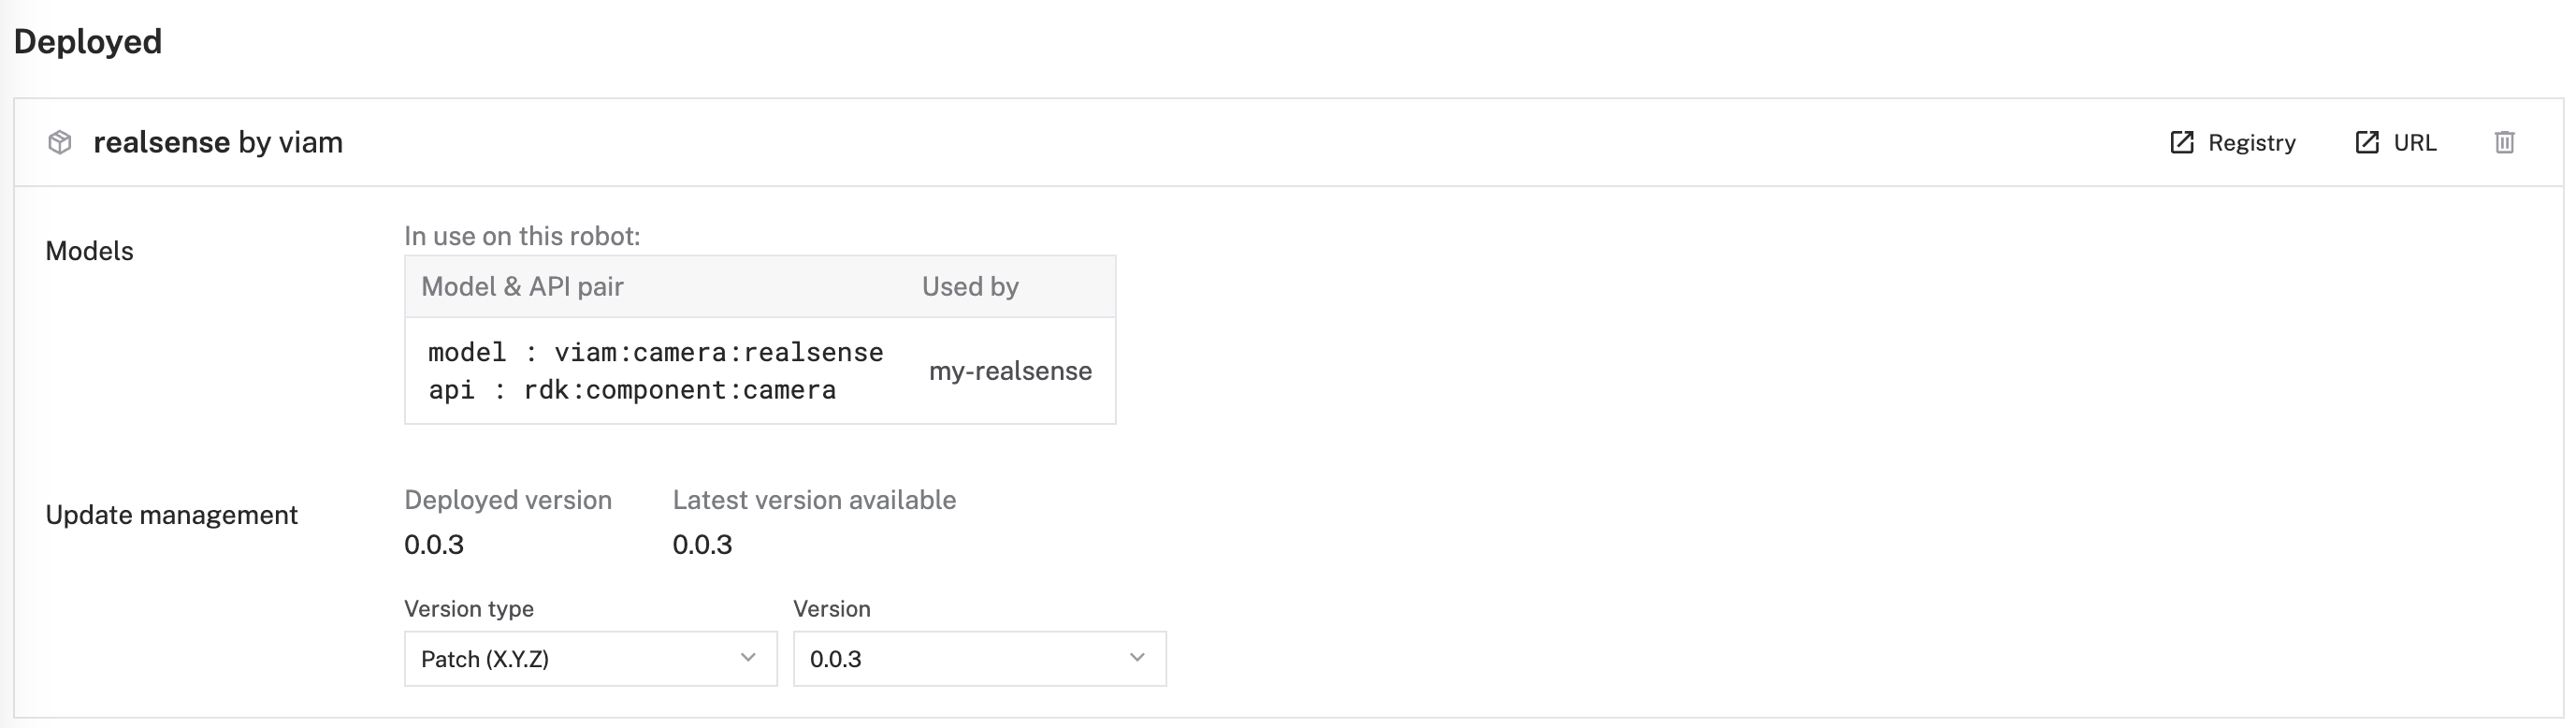 Deployed
realsense by viam
Registry
URL
Models
In use on this robot:
Model & API pair
Used by
model : viam:camera:realsense
api : rdk:component:camera
my-realsense
Update management
Deployed version
Latest version available
0.0.3
0.0.3
Version type
Version
Patch (X.Y.Z)
0.0.3